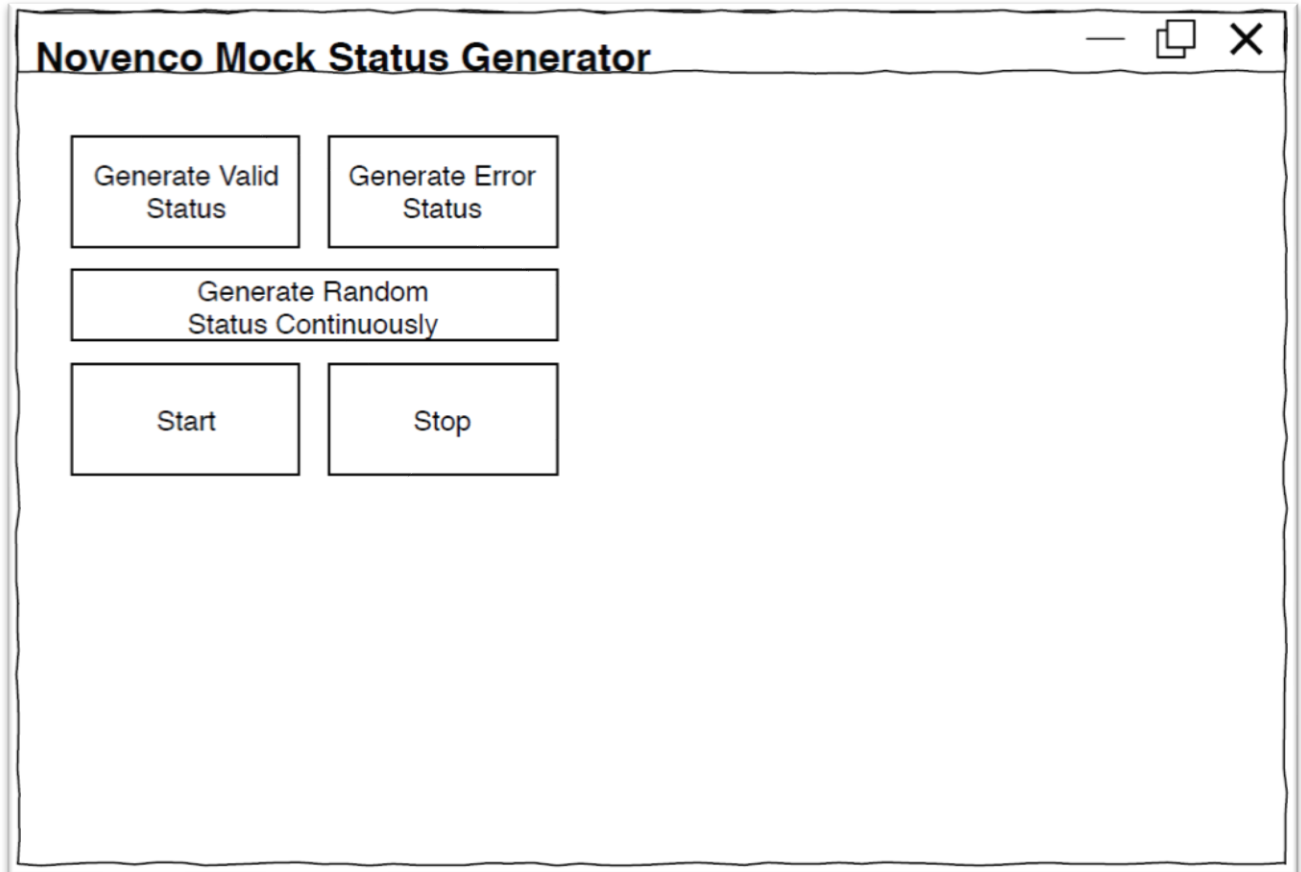 Novenco Mock Status Generator
Generate Valid
Status
Generate Error
Status
Generate Random
Status Continuously
Start
Stop